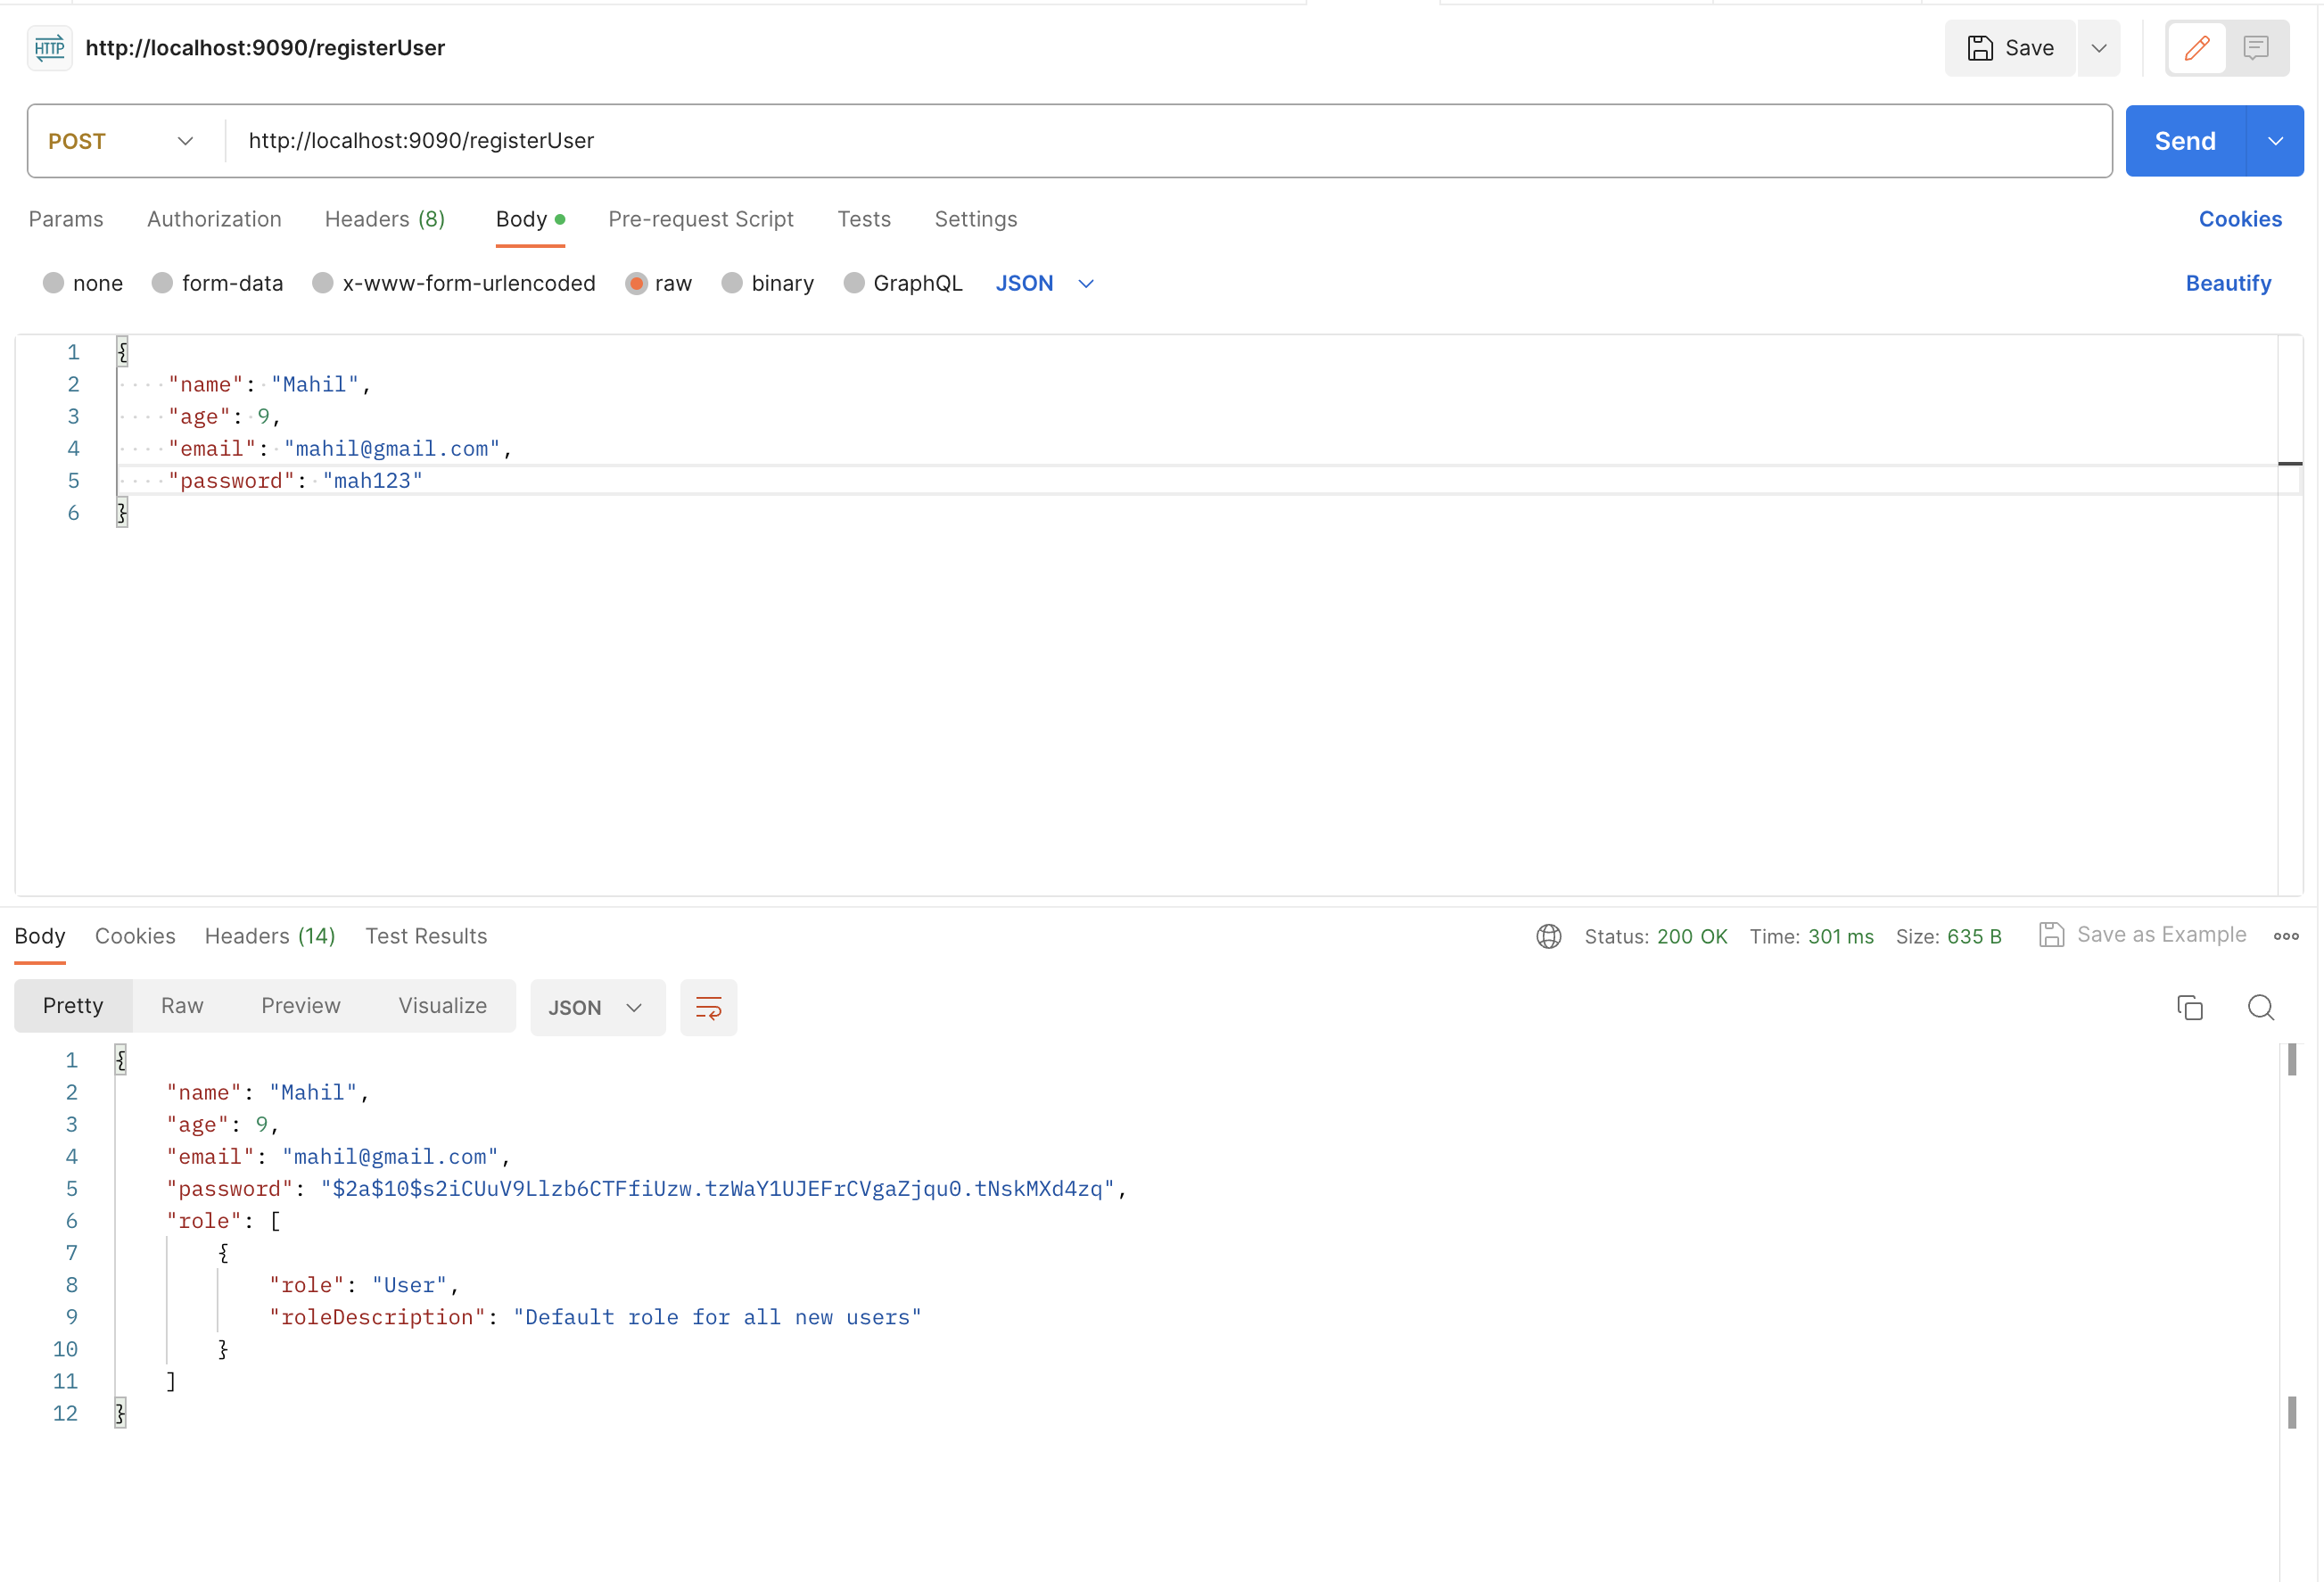 HTTP http://localhost:9090/registerUser Save
POST http://localhost:9090/registerUser Send
Params Authorization Headers (8) Body Pre-request Script Tests Settings Cookies
none form-data x-www-form-urlencoded raw binary GraphQL JSON Beautify
1 {
2 "name": "Mahil",
3 "age": 9,
4 "email": "mahil@gmail.com",
5 "password": "mah123"
6 }
Body Cookies Headers (14) Test Results Status: 200 OK Time: 301 ms Size: 635 B Save as Example
Pretty Raw Preview Visualize JSON
1 {
2 "name": "Mahil",
3 "age": 9,
4 "email": "mahil@gmail.com",
5 "password": "$2a$10$s2iCUuV9Llzb6CTFfiUzw.tzWaY1UJEFrCVgaZjqu0.tNskMXd4zq",
6 "role": [
7 {
8 "role": "User",
9 "roleDescription": "Default role for all new users"
10 }
11 ]
12 }